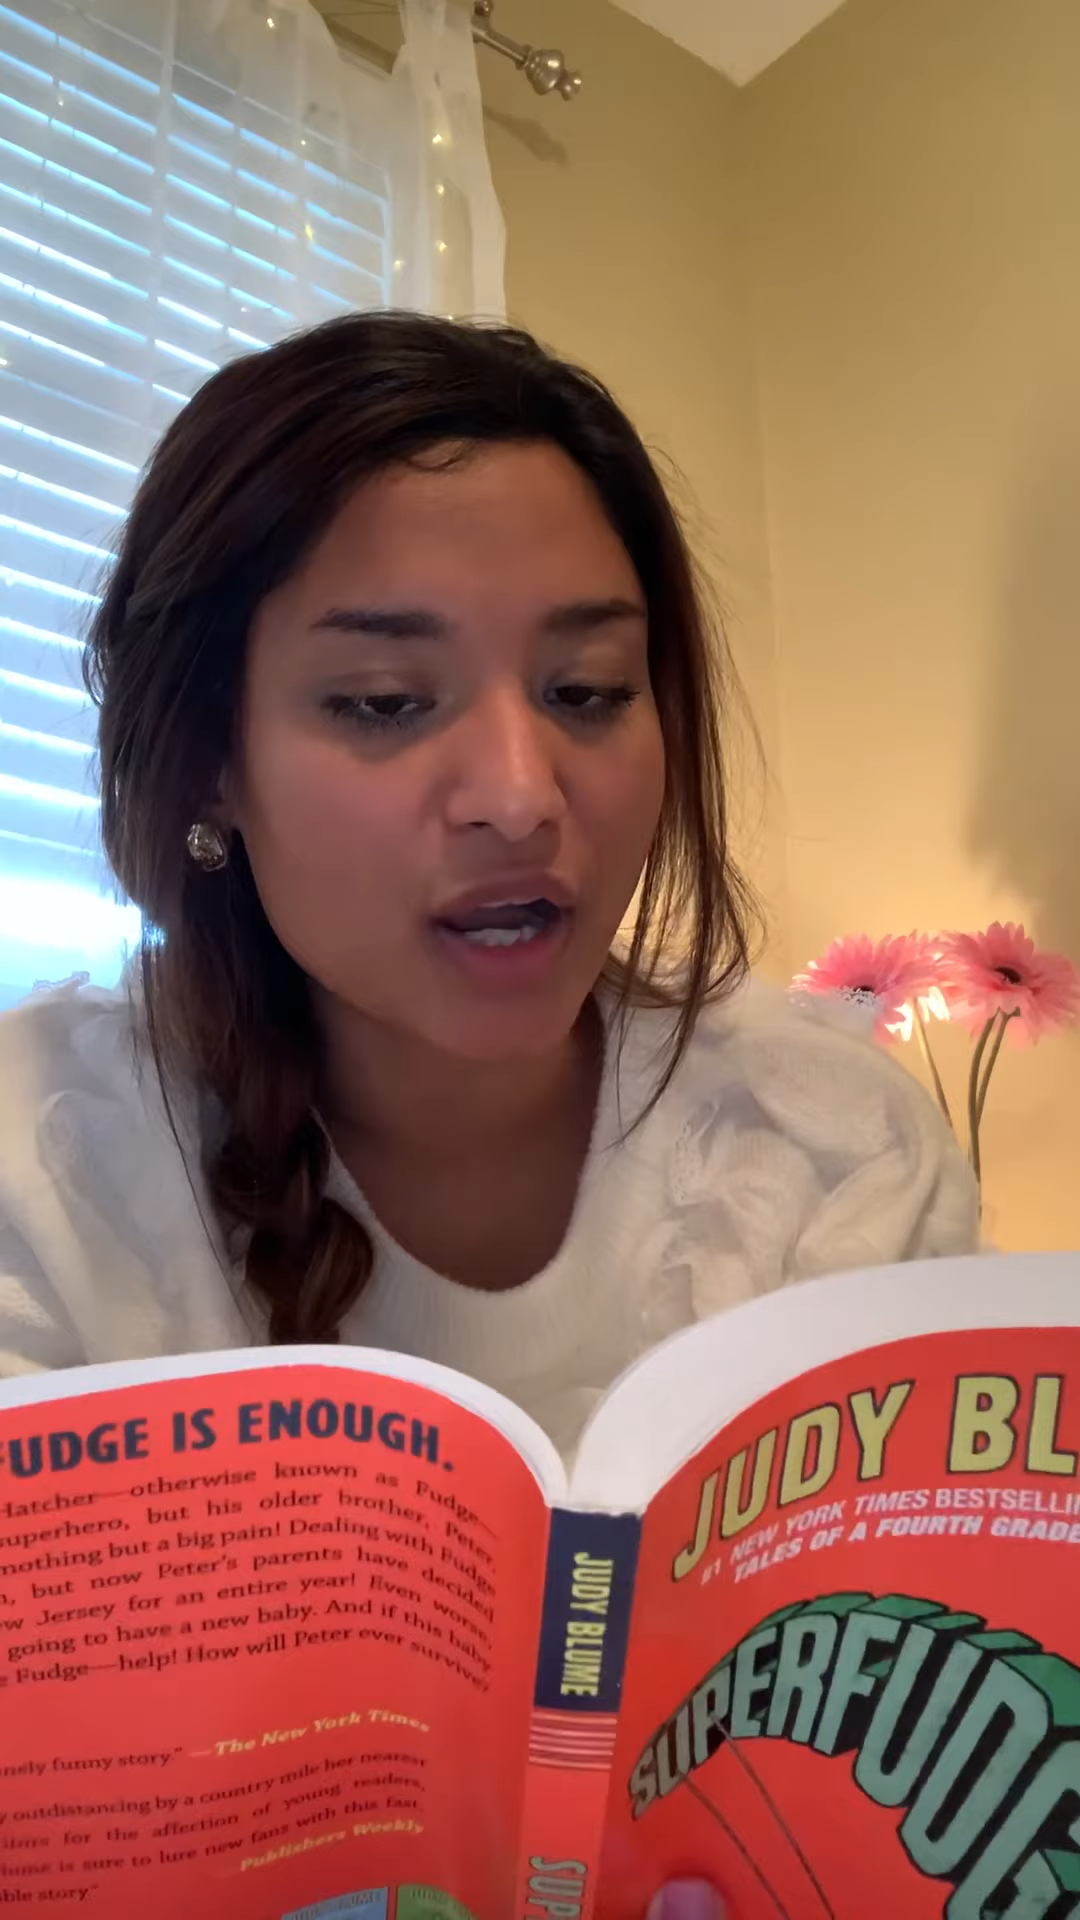 FUDGE IS ENOUGH.
Hatcher—otherwise known as Fudge—
superhero, but his older brother, Peter,
nothing but a big pain! Dealing with Fudge
, but now Peter's parents have decided
w Jersey for an entire year! Even worse,
going to have a new baby. And if this baby
Fudge—help! How will Peter ever survive?
funny story." —The New York Times
outdistancing by a country mile her nearest
for the affection of young readers,
is sure to lure new fans with this fast,
story."
Publishers Weekly
JUDY BLUME
SUP
JUDY BL
#1 NEW YORK TIMES BESTSELLI
TALES OF A FOURTH GRADE
SUPERFUDG